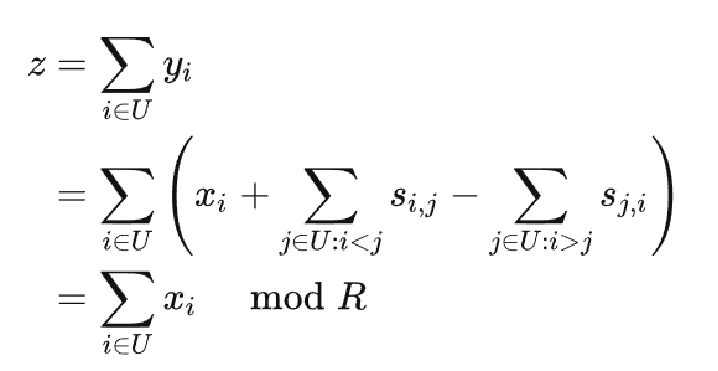 z = \sum_{i \in U} y_i
= \sum_{i \in U} \left( x_i + \sum_{j \in U : i < j} s_{i,j} - \sum_{j \in U : i > j} s_{j,i} \right)
= \sum_{i \in U} x_i \mod R